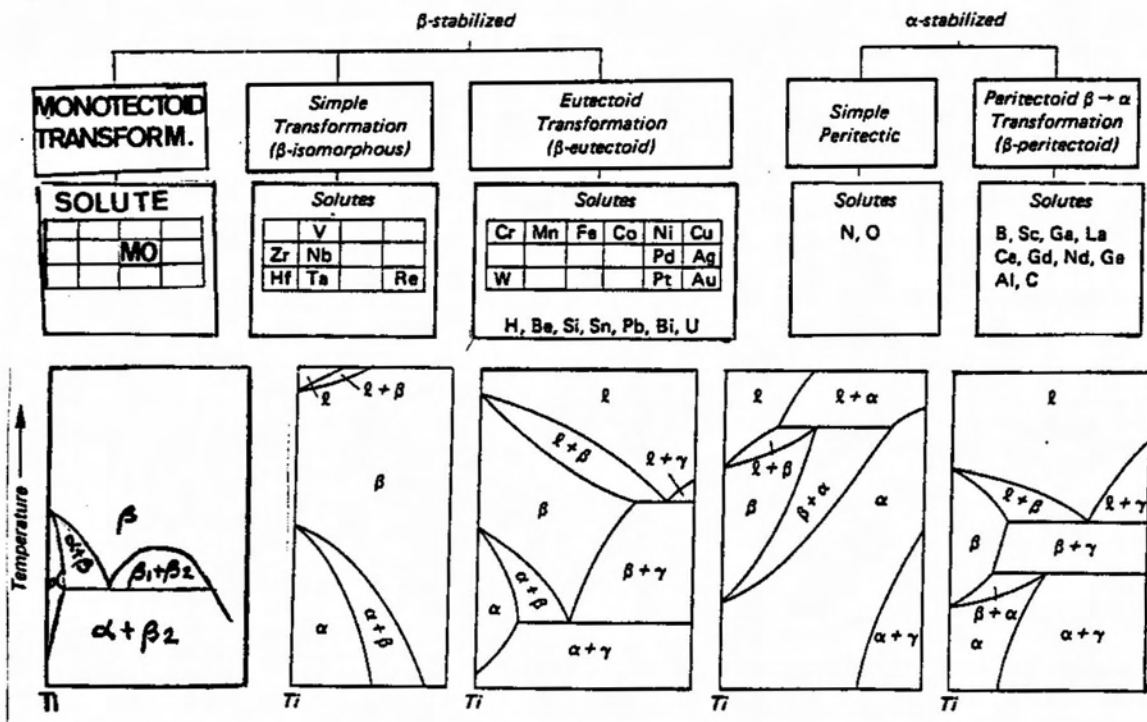 β-stabilized
α-stabilized
MONOTECTOID
TRANSFORM.
Simple
Transformation
(β-isomorphous)
Eutectoid
Transformation
(β-eutectoid)
Simple
Peritectic
Peritectoid β → α
Transformation
(β-peritectoid)
SOLUTE
MO
Solutes
V
Zr Nb
Hf Ta Re
Solutes
Cr Mn Fe Co Ni Cu
Pd Ag
W Pt Au
H, Be, Si, Sn, Pb, Bi, U
Solutes
N, O
Solutes
B, Sc, Ga, La
Ce, Gd, Nd, Ge
Al, C
Temperature
β
α+β
α
β1+β2
α+β2
Ti
ℓ
ℓ + β
β
α
α + β
Ti
ℓ
ℓ + β
ℓ + γ
β
α
α + β
β + γ
α + γ
Ti
ℓ
ℓ + α
ℓ + β
β
β + α
α
α + γ
Ti
ℓ
ℓ + β
ℓ + γ
β
β + γ
β + α
α
α + γ
Ti